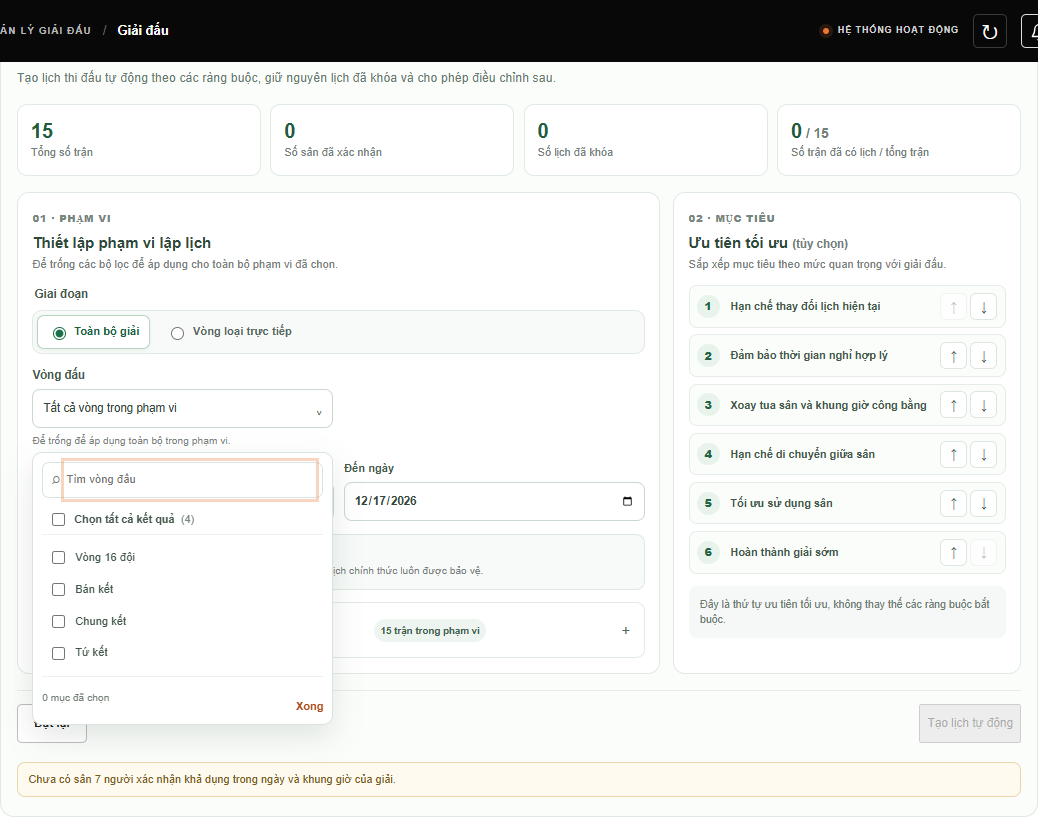 ẢN LÝ GIẢI ĐẤU / Giải đấu
HỆ THỐNG HOẠT ĐỘNG
Tạo lịch thi đấu tự động theo các ràng buộc, giữ nguyên lịch đã khóa và cho phép điều chỉnh sau.
15
Tổng số trận
0
Số sân đã xác nhận
0
Số lịch đã khóa
0 / 15
Số trận đã có lịch / tổng trận
01 · PHẠM VI
Thiết lập phạm vi lập lịch
Để trống các bộ lọc để áp dụng cho toàn bộ phạm vi đã chọn.
Giai đoạn
Toàn bộ giải
Vòng loại trực tiếp
Vòng đấu
Tất cả vòng trong phạm vi
Để trống để áp dụng toàn bộ trong phạm vi.
Tìm vòng đấu
Chọn tất cả kết quả (4)
Vòng 16 đội
Bán kết
Chung kết
Tứ kết
0 mục đã chọn
Xong
Đến ngày
12/17/2026
ịch chính thức luôn được bảo vệ.
15 trận trong phạm vi
+
02 · MỤC TIÊU
Ưu tiên tối ưu (tùy chọn)
Sắp xếp mục tiêu theo mức quan trọng với giải đấu.
1 Hạn chế thay đổi lịch hiện tại ↑ ↓
2 Đảm bảo thời gian nghỉ hợp lý ↑ ↓
3 Xoay tua sân và khung giờ công bằng ↑ ↓
4 Hạn chế di chuyển giữa sân ↑ ↓
5 Tối ưu sử dụng sân ↑ ↓
6 Hoàn thành giải sớm ↑ ↓
Đây là thứ tự ưu tiên tối ưu, không thay thế các ràng buộc bắt
buộc.
Đặt lại
Tạo lịch tự động
Chưa có sân 7 người xác nhận khả dụng trong ngày và khung giờ của giải.